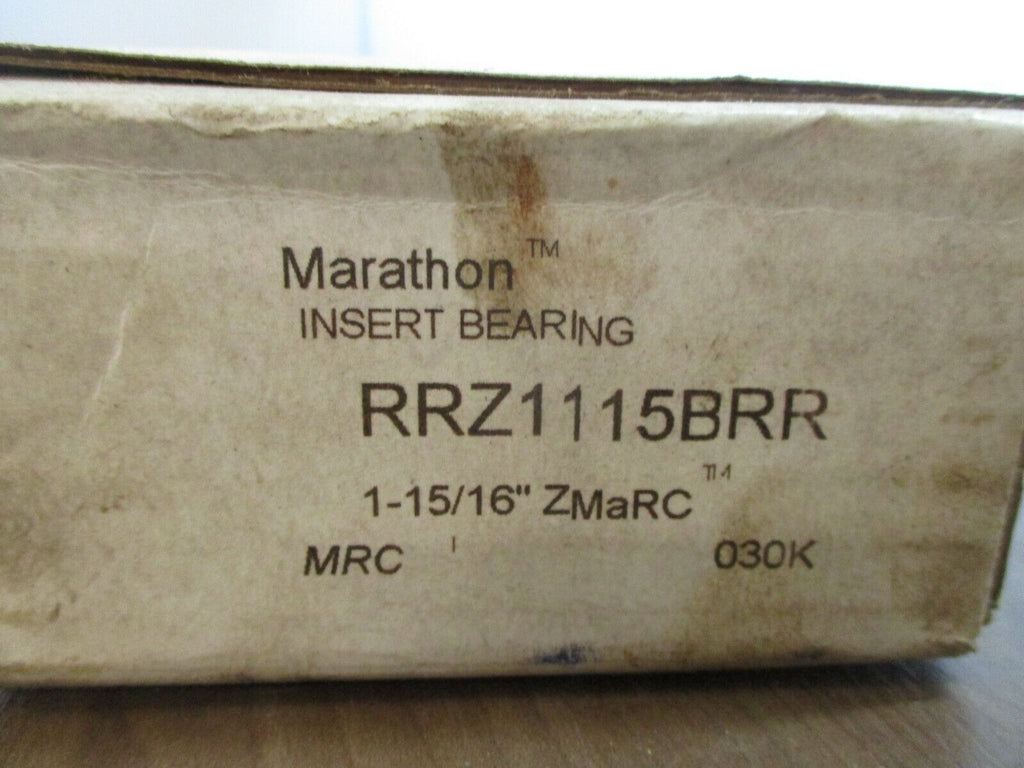 Marathon™
INSERT BEARING
RRZ1115BRR
1-15/16" ZMaRC™
MRC 030K